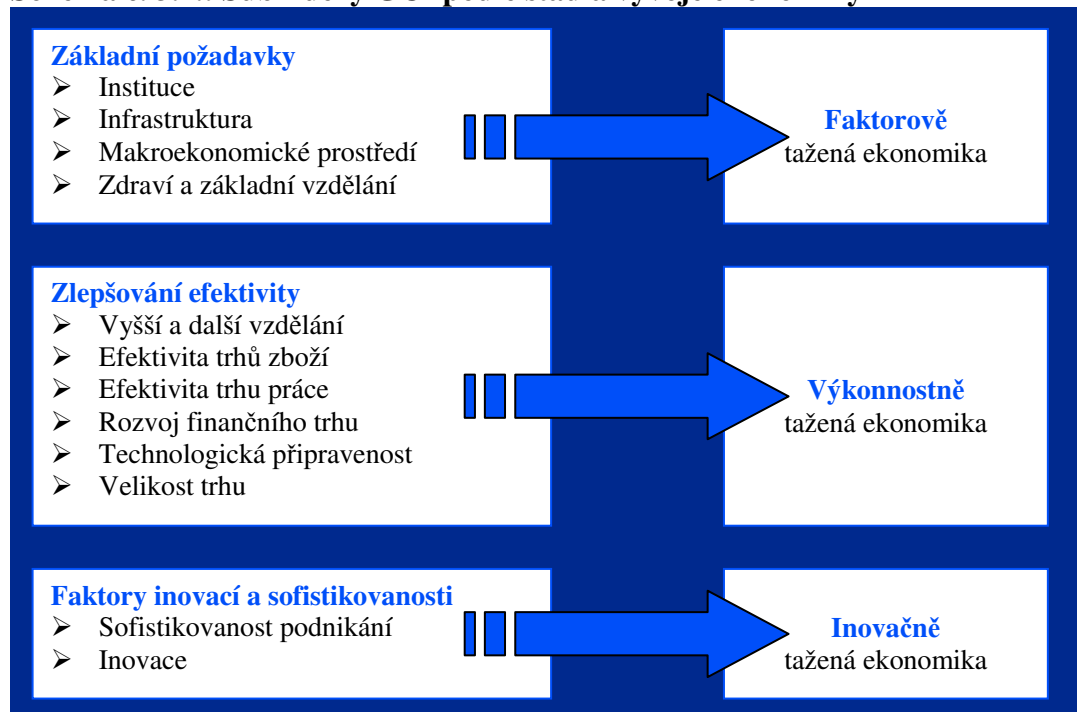 Základní požadavky
➢ Instituce
➢ Infrastruktura
➢ Makroekonomické prostředí
➢ Zdraví a základní vzdělání
Faktorově
tažená ekonomika
Zlepšování efektivity
➢ Vyšší a další vzdělání
➢ Efektivita trhů zboží
➢ Efektivita trhu práce
➢ Rozvoj finančního trhu
➢ Technologická připravenost
➢ Velikost trhu
Výkonnostně
tažená ekonomika
Faktory inovací a sofistikovanosti
➢ Sofistikovanost podnikání
➢ Inovace
Inovačně
tažená ekonomika